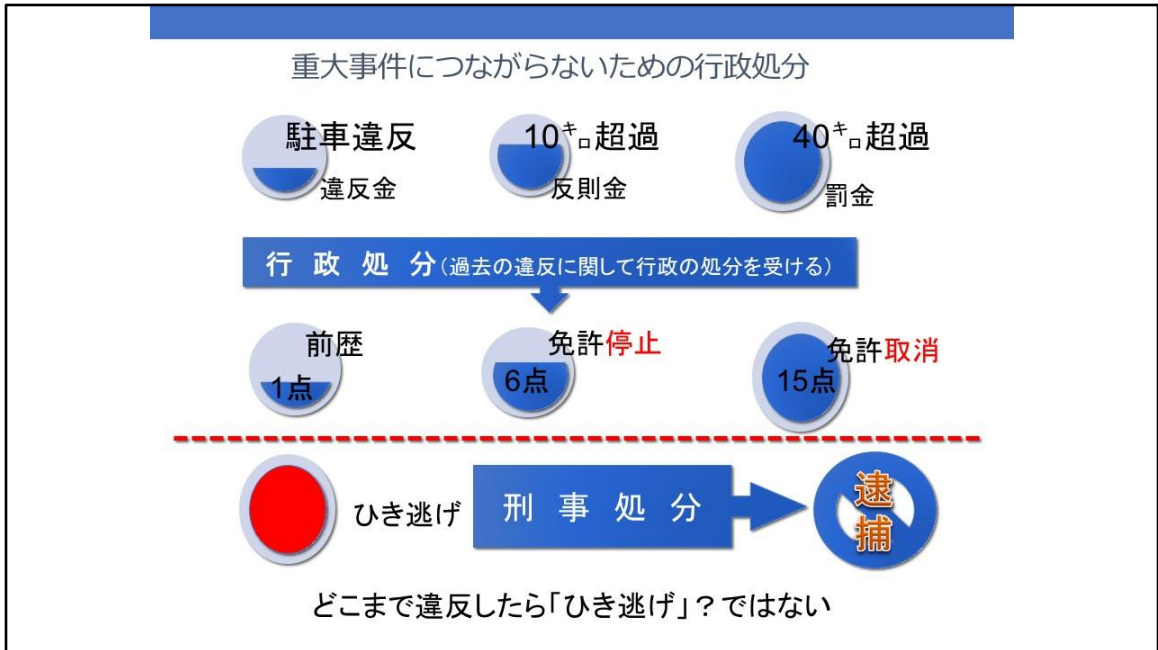 重大事件につながらないための行政処分
駐車違反
違反金
10㌔超過
反則金
40㌔超過
罰金
行政処分(過去の違反に関して行政の処分を受ける)
前歴
1点
免許停止
6点
免許取消
15点
ひき逃げ
刑事処分
逮捕
どこまで違反したら「ひき逃げ」?ではない